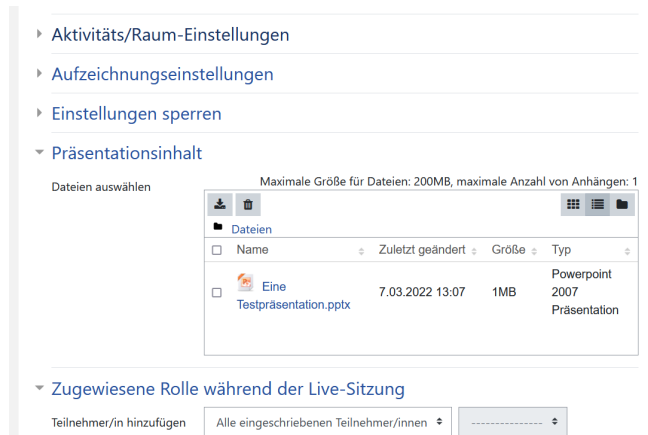 Aktivitäts/Raum-Einstellungen
Aufzeichnungseinstellungen
Einstellungen sperren
Präsentationsinhalt
Dateien auswählen
Maximale Größe für Dateien: 200MB, maximale Anzahl von Anhängen: 1
Dateien
Name Zuletzt geändert Größe Typ
Eine Testpräsentation.pptx 7.03.2022 13:07 1MB Powerpoint 2007 Präsentation
Zugewiesene Rolle während der Live-Sitzung
Teilnehmer/in hinzufügen Alle eingeschriebenen Teilnehmer/innen ---------------